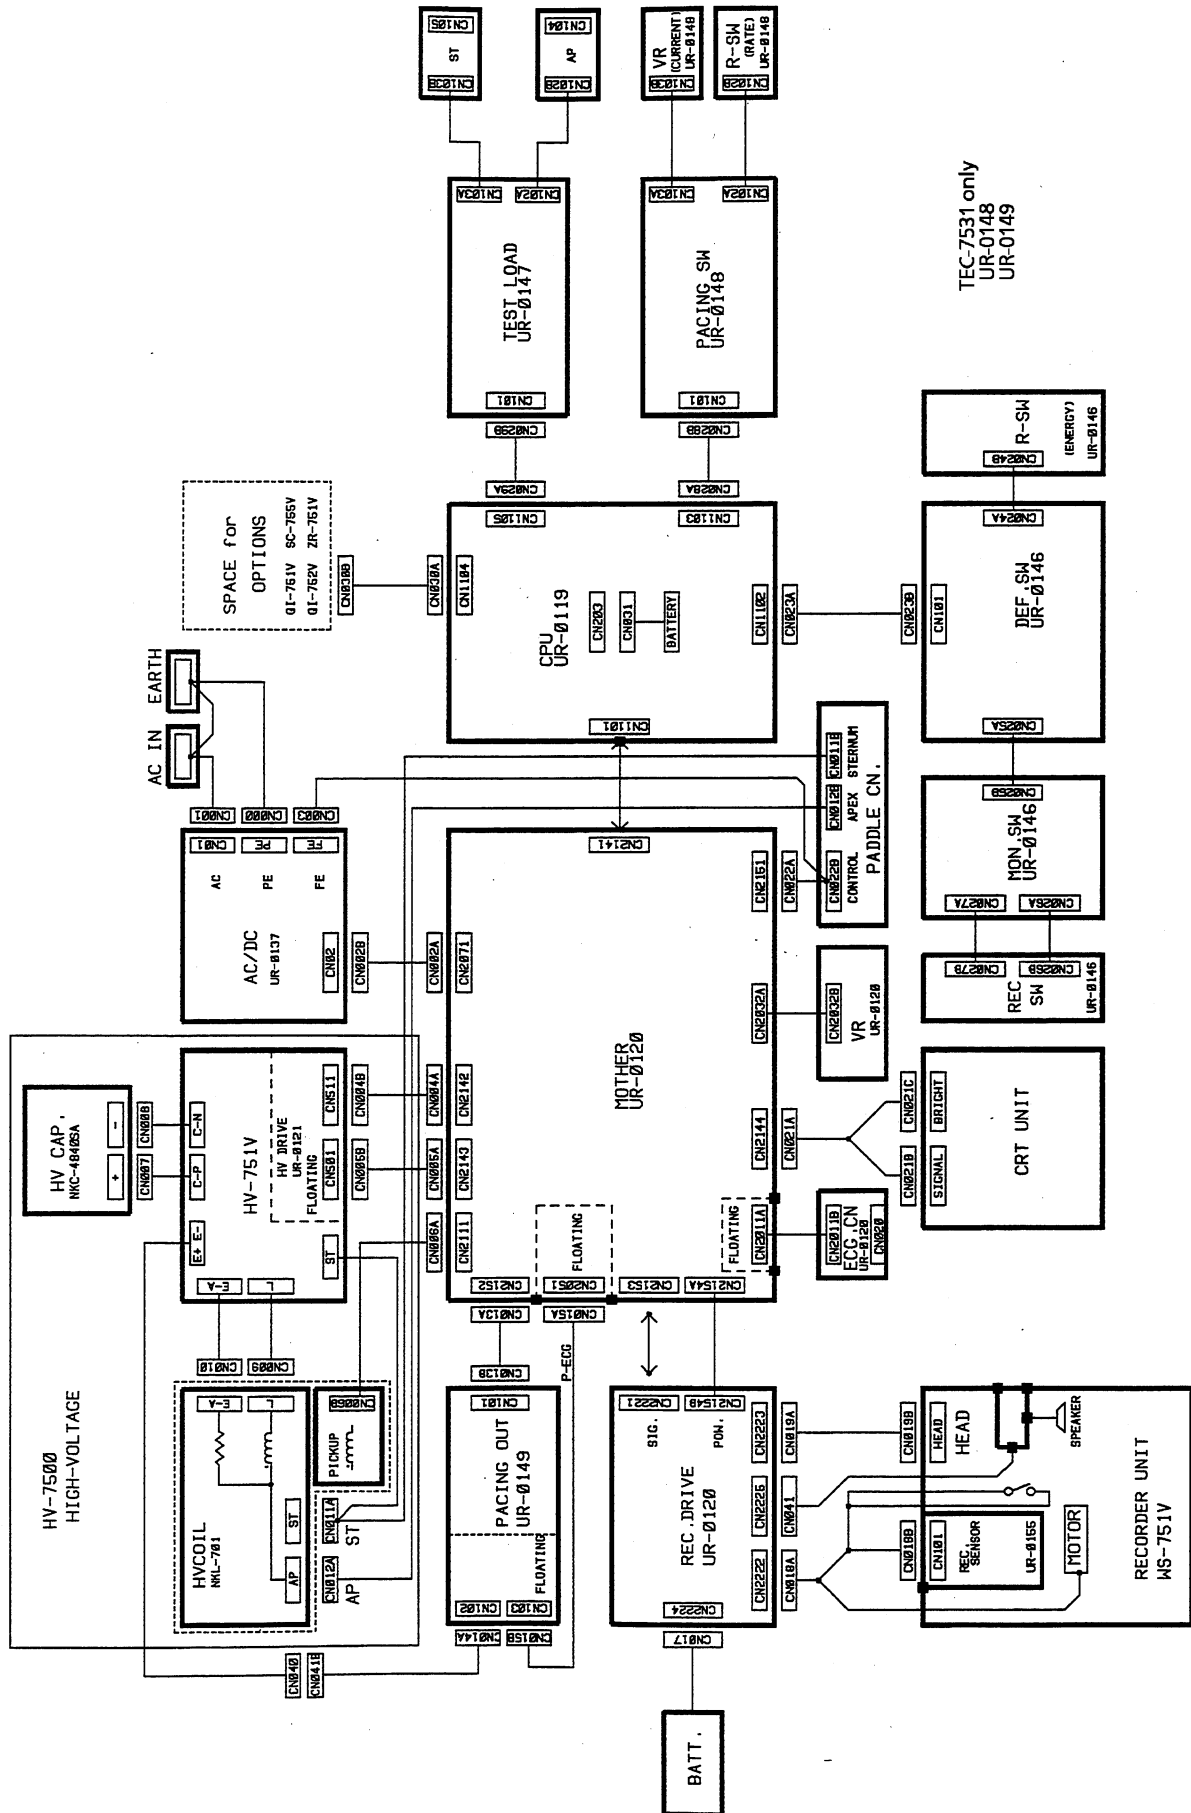 HV-7500
HIGH-VOLTAGE
HV CAP.
NKC-4840SA
+
-
CN007
CN008
C-P
C-N
E+ E-
E-A
L
HV-751V
HV DRIVE
UR-0121
FLOATING
CN501
CN511
ST
CN010
CN009
HVCOIL
NKL-701
E-A
L
AP
ST
PICKUP
CN006B
CN012A
CN011A
AP
ST
CN040
CN041B
CN005B
CN004B
CN006A
CN005A
CN004A
CN2111
CN2143
CN2142
AC IN
EARTH
CN001
CN000
CN003
CN01
PE
FE
AC
PE
FE
AC/DC
UR-0137
CN02
CN002B
CN002A
CN2071
SPACE for
OPTIONS
QI-751V SC-755V
QI-752V ZR-751V
CN030B
CN030A
CN1104
CN105
ST
CN103B
CN104
AP
CN102B
CN103A
CN102A
TEST LOAD
UR-0147
CN101
CN029B
CN029A
CN1105
VR
(CURRENT)
UR-0148
CN103B
R-SW
(RATE)
UR-0148
CN102B
CN103A
CN102A
PACING SW
UR-0148
CN101
CN028B
CN028A
CN1103
CPU
UR-0119
CN203
CN031
BATTERY
CN1101
CN1102
CN023A
CN023B
CN101
MOTHER
UR-0120
CN2141
CN2152
CN2051
FLOATING
CN2153
CN2154A
CN013A
CN015A
P-ECG
CN013B
CN101
PACING OUT
UR-0149
FLOATING
CN102
CN103
CN014A
CN015B
FLOATING
CN2011A
CN2144
CN021A
CN2032A
CN2151
CN022A
CN022B
CN012B
CN011B
CONTROL
APEX
STERNUM
PADDLE CN.
CN2011B
ECG.CN
UR-0120
CN020
CN2032B
VR
UR-0120
CN2221
CN2154B
SIG.
POW.
REC.DRIVE
UR-0120
CN2224
CN017
BATT.
CN2222
CN2225
CN2223
CN018A
CN041
CN019A
CN018B
CN019B
CN101
HEAD
HEAD
REC.
SENSOR
UR-0155
MOTOR
SPEAKER
RECORDER UNIT
WS-751V
CN021B
CN021C
SIGNAL
BRIGHT
CRT UNIT
CN027B
CN026B
REC
SW
UR-0146
CN027A
CN026A
MON.SW
UR-0146
CN025B
CN025A
DEF.SW
UR-0146
CN024A
CN024B
R-SW
(ENERGY)
UR-0146
TEC-7531 only
UR-0148
UR-0149